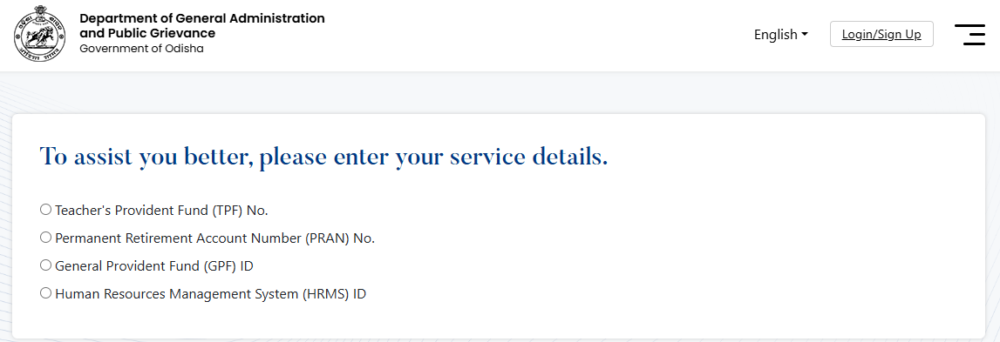 Department of General Administration
and Public Grievance
Government of Odisha
English
Login/Sign Up
To assist you better, please enter your service details.
Teacher's Provident Fund (TPF) No.
Permanent Retirement Account Number (PRAN) No.
General Provident Fund (GPF) ID
Human Resources Management System (HRMS) ID